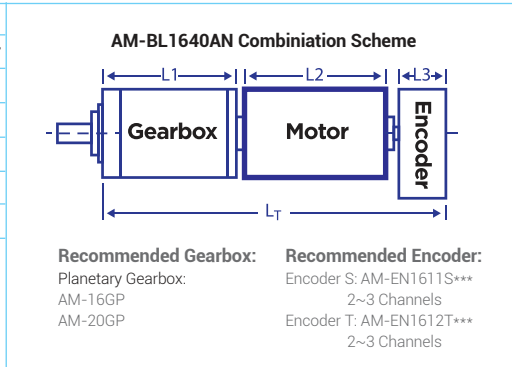 AM-BL1640AN Combiniation Scheme
L1 L2 L3
Gearbox Motor Encoder
LT
Recommended Gearbox: Recommended Encoder:
Planetary Gearbox: Encoder S: AM-EN1611S***
AM-16GP 2~3 Channels
AM-20GP Encoder T: AM-EN1612T***
2~3 Channels